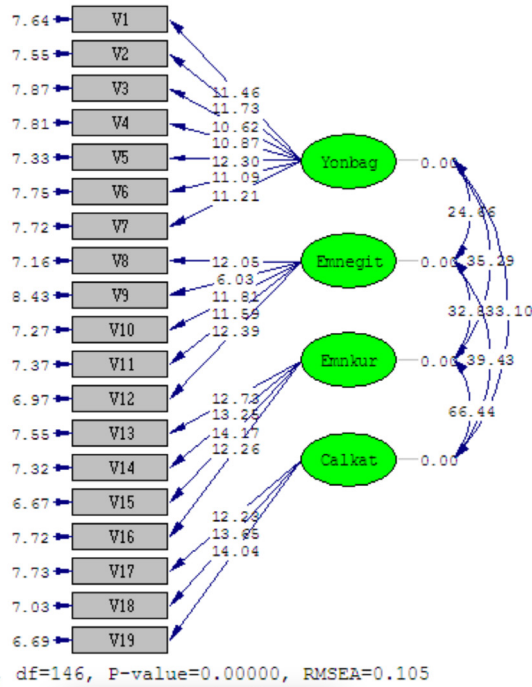 7.64 V1
7.55 V2
7.87 V3
7.81 V4
7.33 V5
7.75 V6
7.72 V7
7.16 V8
8.43 V9
7.27 V10
7.37 V11
6.97 V12
7.55 V13
7.32 V14
6.67 V15
7.72 V16
7.73 V17
7.03 V18
6.69 V19
11.46
11.73
10.62
10.87
12.30
11.09
11.21
12.05
6.03
11.81
11.59
12.39
12.73
13.25
14.17
12.26
12.23
13.65
14.04
Yonbag 0.00
Emnegit 0.00
Emnkur 0.00
Calkat 0.00
24.66
35.29
39.43
66.44
df=146, P-value=0.00000, RMSEA=0.105